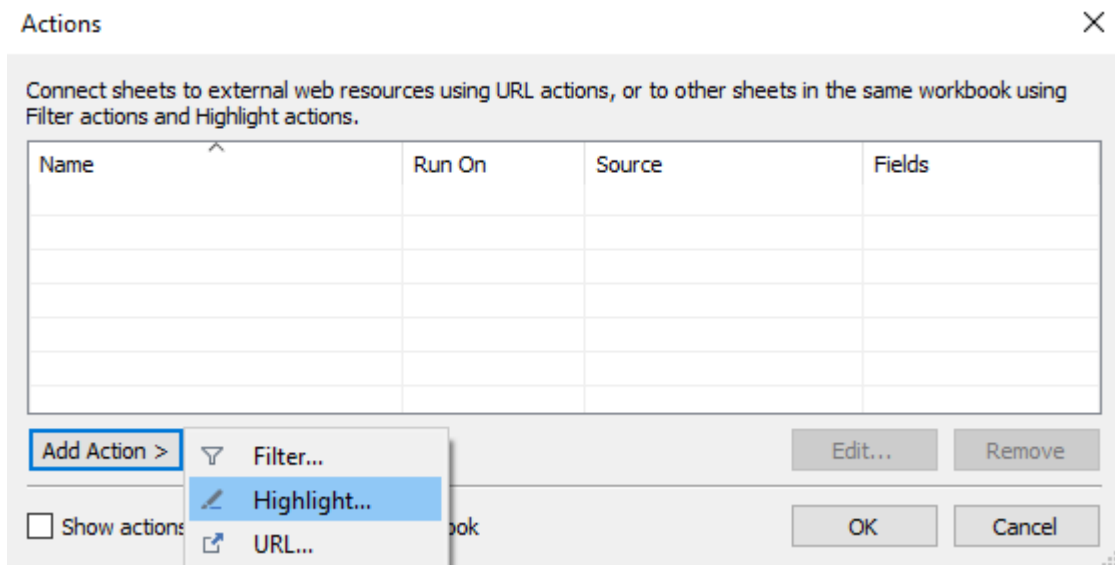 Actions
Connect sheets to external web resources using URL actions, or to other sheets in the same workbook using
Filter actions and Highlight actions.
Name Run On Source Fields
Add Action > Filter... Edit... Remove
Highlight...
Show actions OK Cancel
URL...